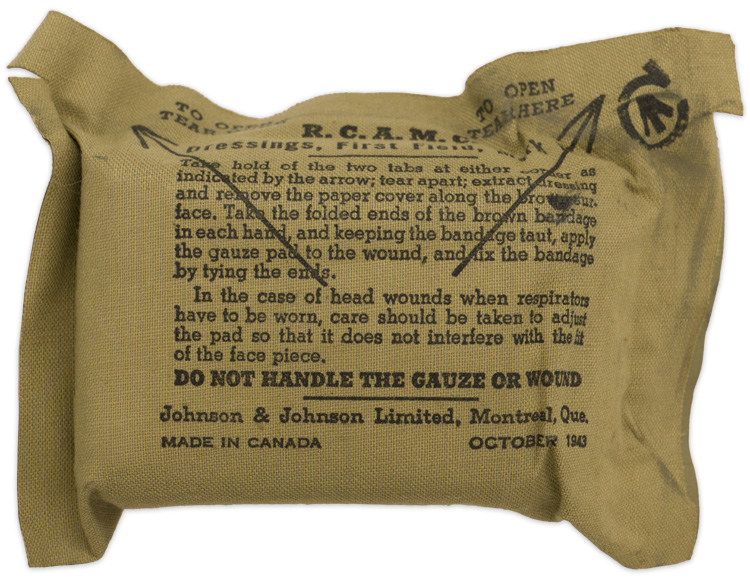 TO OPEN
TEAR
TO OPEN
TEAR HERE
R.C.A.M.C.
Dressings, First Field,
Take hold of the two tabs at either corner as
indicated by the arrow; tear apart; extract dressing
and remove the paper cover along the brown sur-
face. Take the folded ends of the brown bandage
in each hand, and keeping the bandage taut, apply
the gauze pad to the wound, and fix the bandage
by tying the ends.
In the case of head wounds when respirators
have to be worn, care should be taken to adjust
the pad so that it does not interfere with the fit
of the face piece.
DO NOT HANDLE THE GAUZE OR WOUND
Johnson & Johnson Limited, Montreal, Que.
MADE IN CANADA OCTOBER 1943